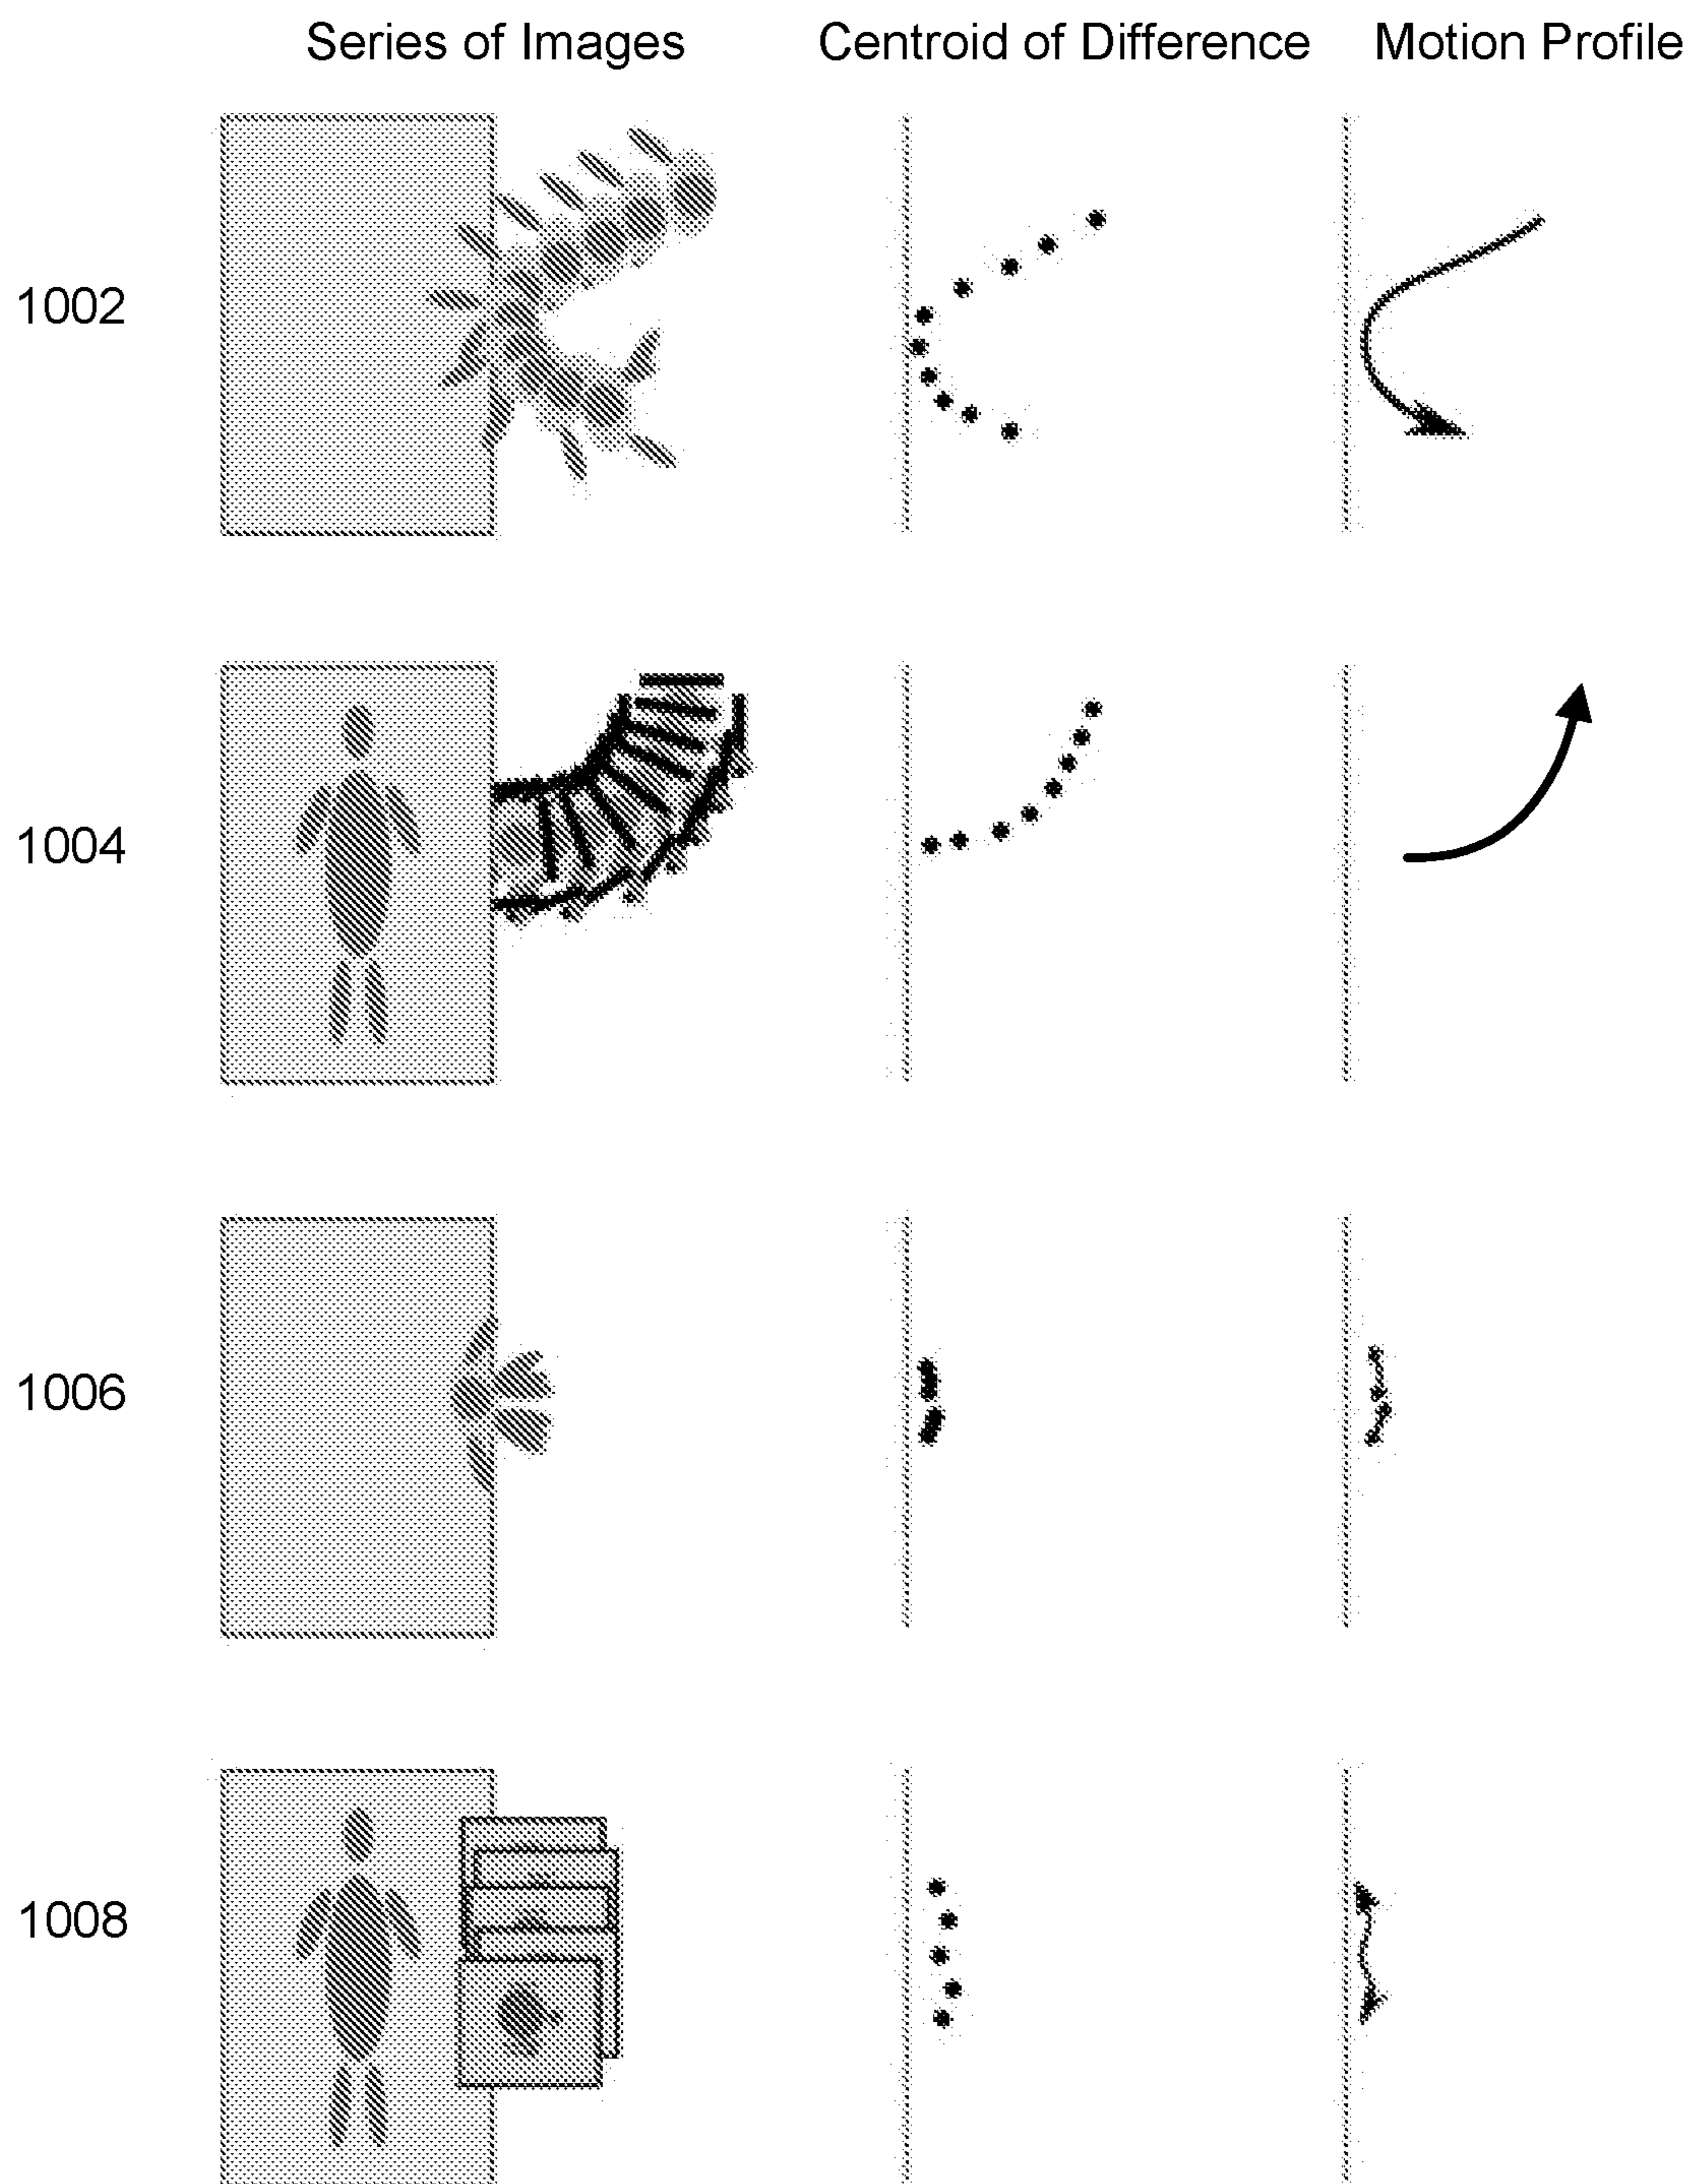 Series of Images Centroid of Difference Motion Profile
1002
1004
1006
1008